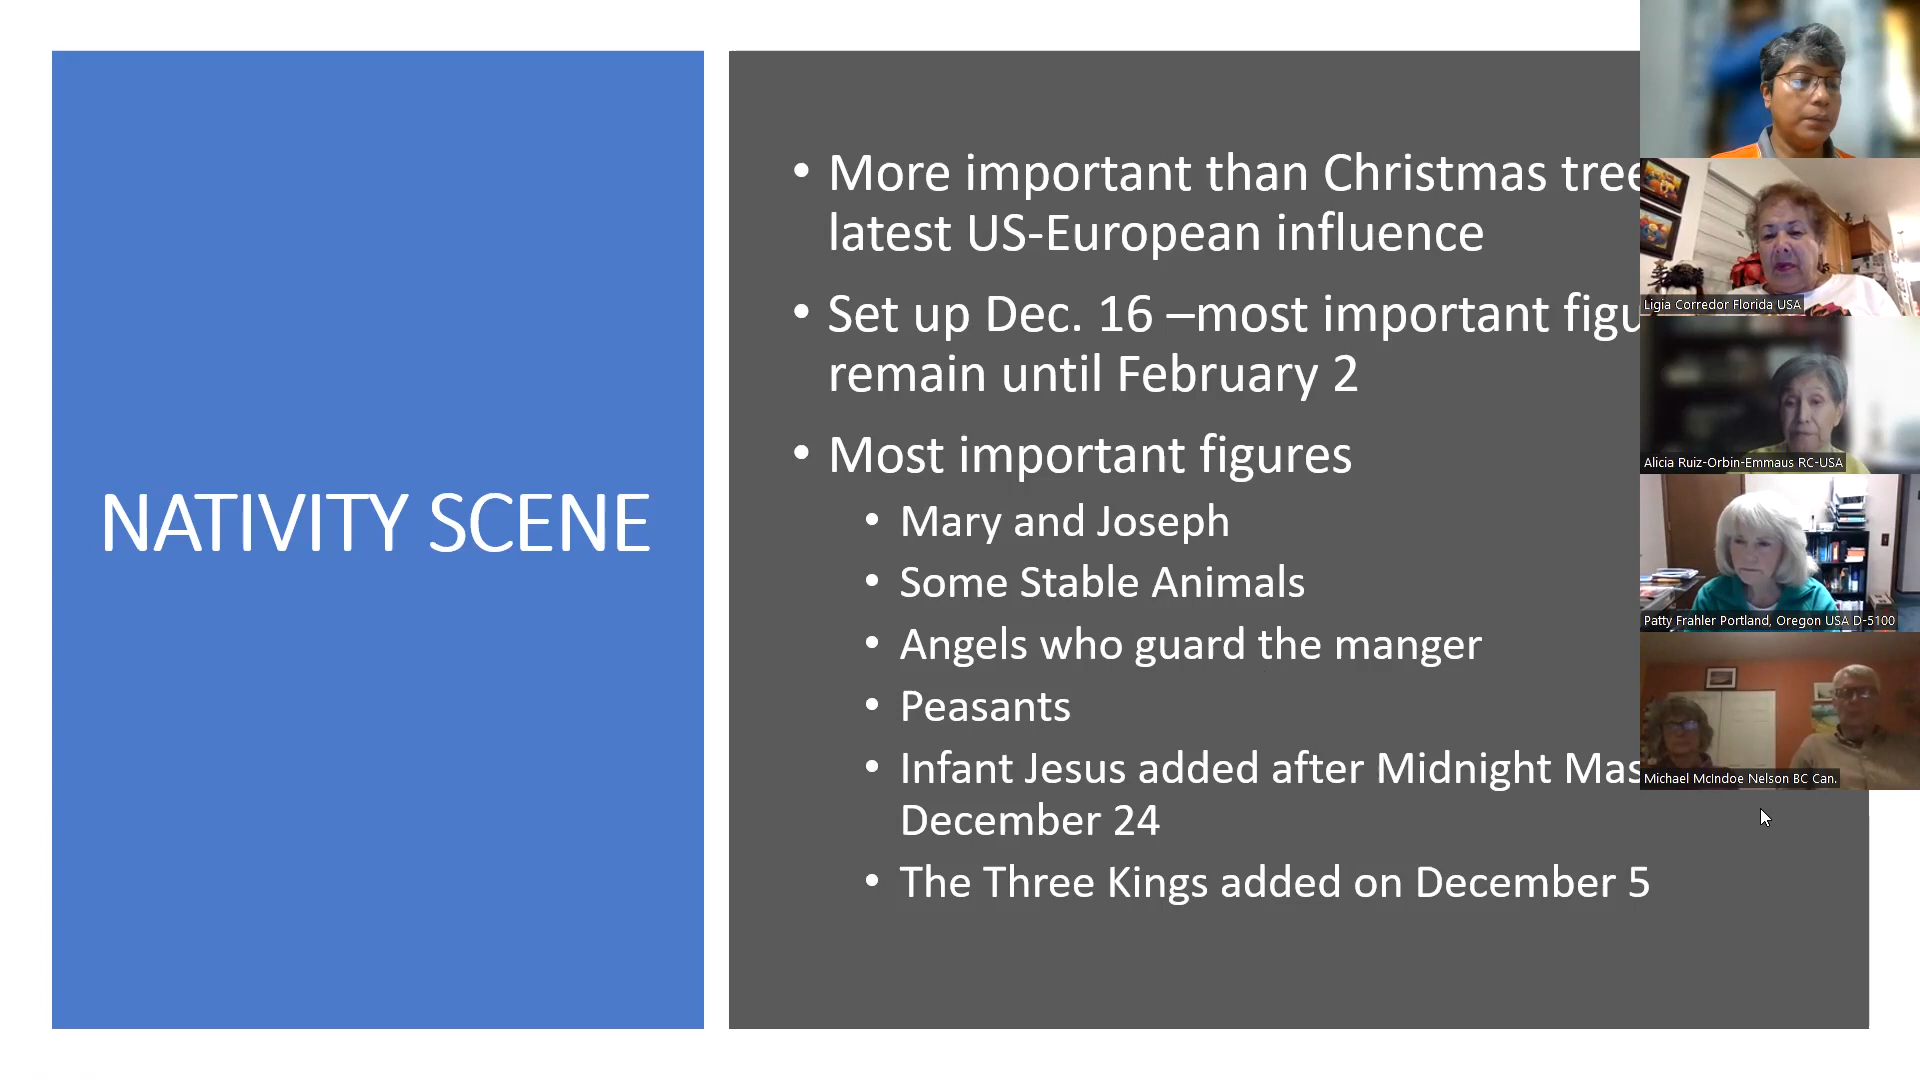 NATIVITY SCENE
• More important than Christmas tree
latest US-European influence
• Set up Dec. 16 –most important figu
remain until February 2
• Most important figures
• Mary and Joseph
• Some Stable Animals
• Angels who guard the manger
• Peasants
• Infant Jesus added after Midnight Mas
December 24
• The Three Kings added on December 5
Ligia Corredor Florida USA
Alicia Ruiz-Orbin-Emmaus RC-USA
Patty Frahler Portland, Oregon USA D-5100
Michael McIndoe Nelson BC Can.